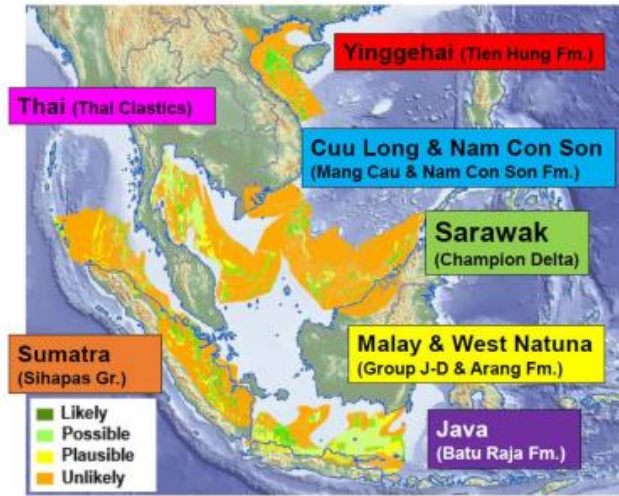 Yinggehai (Tien Hung Fm.)
Thai (Thai Clastics)
Cuu Long & Nam Con Son
(Mang Cau & Nam Con Son Fm.)
Sarawak
(Champion Delta)
Malay & West Natuna
(Group J-D & Arang Fm.)
Sumatra
(Sihapas Gr.)
Java
(Batu Raja Fm.)
Likely
Possible
Plausible
Unlikely